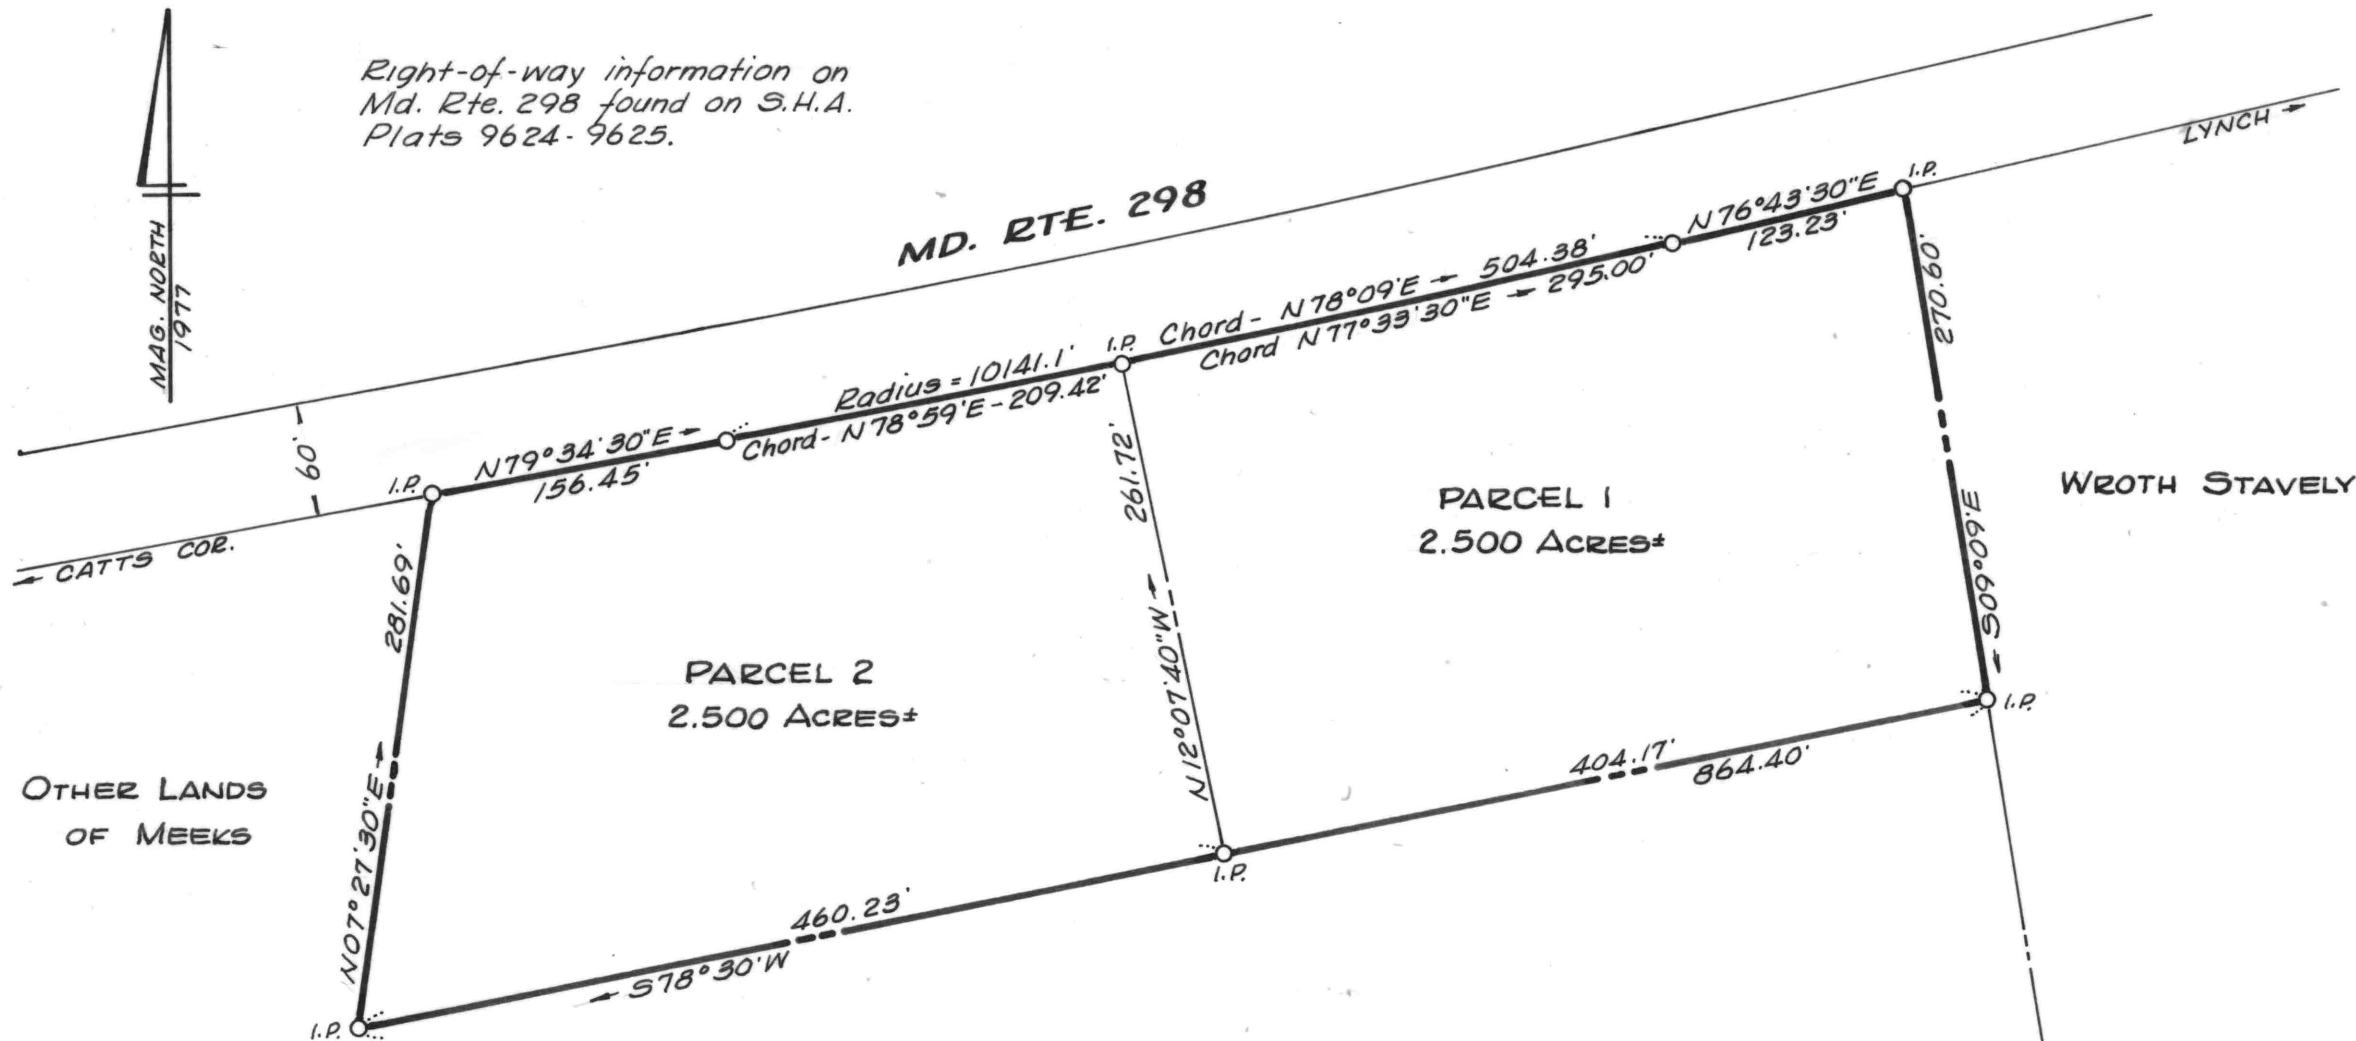 Right-of-way information on
Md. Rte. 298 found on S.H.A.
Plats 9624-9625.
MAG. NORTH
1977
MD. RTE. 298
LYNCH
I.P.
N76°43'30"E
123.23'
Chord - N78°09'E 504.38'
Chord N77°33'30"E 295.00'
I.P.
Radius = 10141.1'
Chord - N78°59'E - 209.42'
N79°34'30"E
156.45'
I.P.
60'
CATTS COR.
270.60'
S09°09'E
WROTH STAVELY
261.72'
N12°07'40"W
PARCEL 1
2.500 ACRES±
281.69'
N07°27'30"E
PARCEL 2
2.500 ACRES±
OTHER LANDS
OF MEEKS
I.P.
404.17'
864.40'
I.P.
460.23'
S78°30'W
I.P.